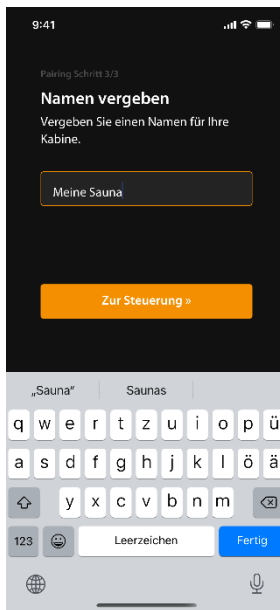 9:41
Pairing Schritt 3/3
Namen vergeben
Vergeben Sie einen Namen für Ihre
Kabine.
Meine Sauna
Zur Steuerung »
„Sauna“ Saunas
q w e r t z u i o p ü
a s d f g h j k l ö ä
y x c v b n m
123 Leerzeichen Fertig